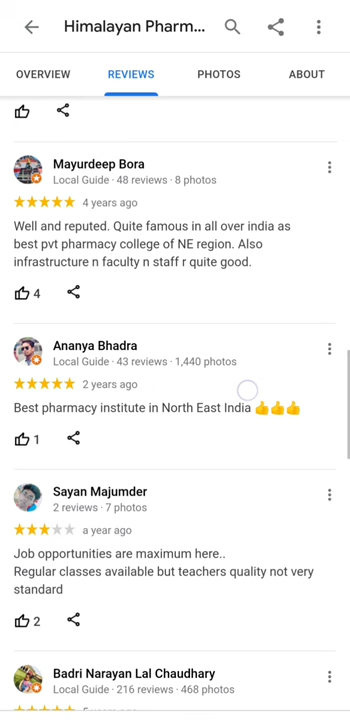 Himalayan Pharm...
OVERVIEW
REVIEWS
PHOTOS
ABOUT
Mayurdeep Bora
Local Guide · 48 reviews · 8 photos
4 years ago
Well and reputed. Quite famous in all over india as
best pvt pharmacy college of NE region. Also
infrastructure n faculty n staff r quite good.
4
Ananya Bhadra
Local Guide · 43 reviews · 1,440 photos
2 years ago
Best pharmacy institute in North East India 👍👍👍
1
Sayan Majumder
2 reviews · 7 photos
a year ago
Job opportunities are maximum here..
Regular classes available but teachers quality not very
standard
2
Badri Narayan Lal Chaudhary
Local Guide · 216 reviews · 468 photos